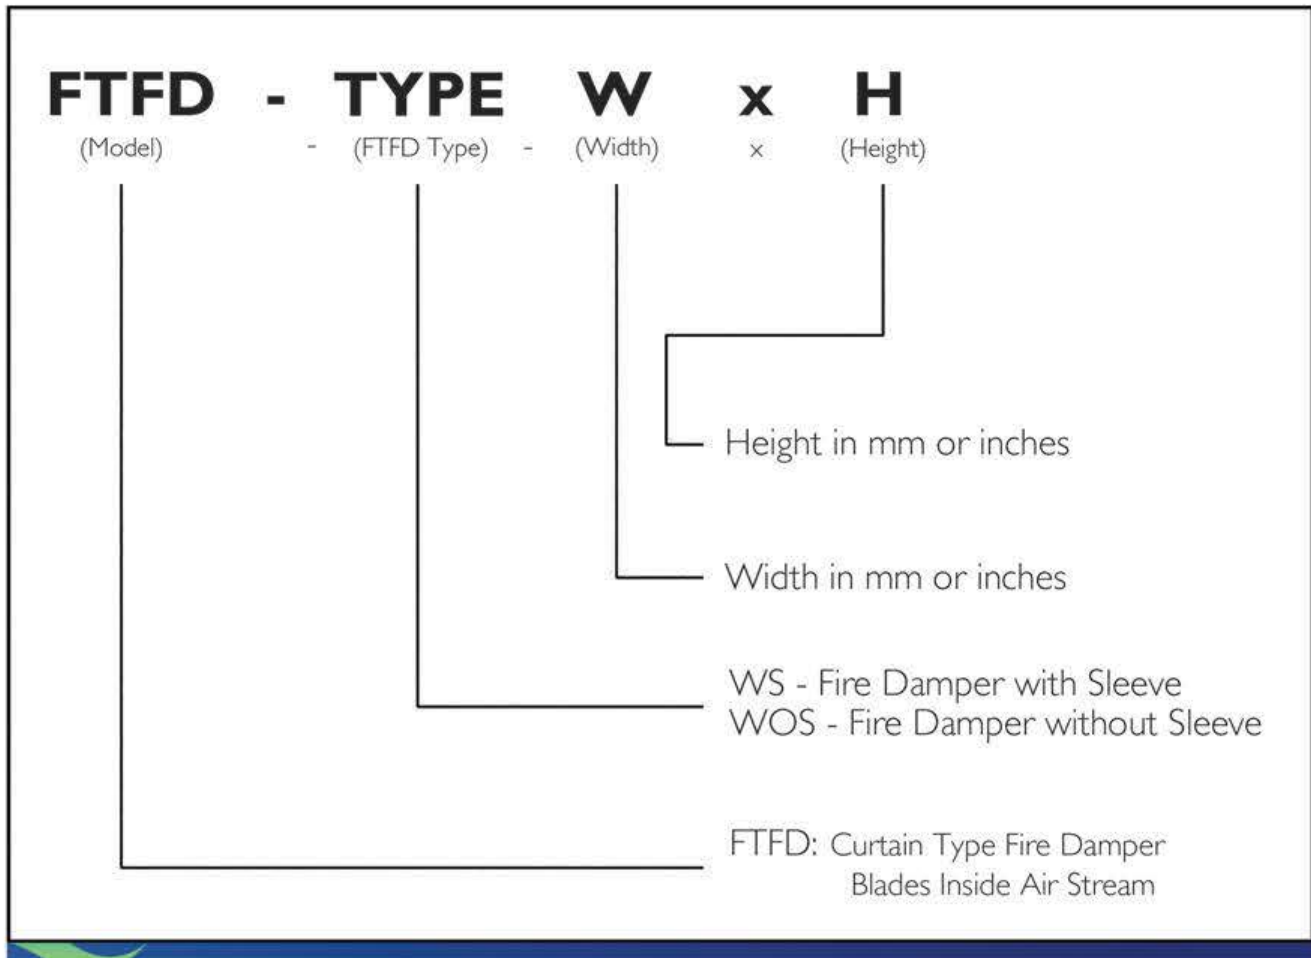 FTFD - TYPE W x H
(Model) - (FTFD Type) - (Width) x (Height)
Height in mm or inches
Width in mm or inches
WS - Fire Damper with Sleeve
WOS - Fire Damper without Sleeve
FTFD: Curtain Type Fire Damper
Blades Inside Air Stream